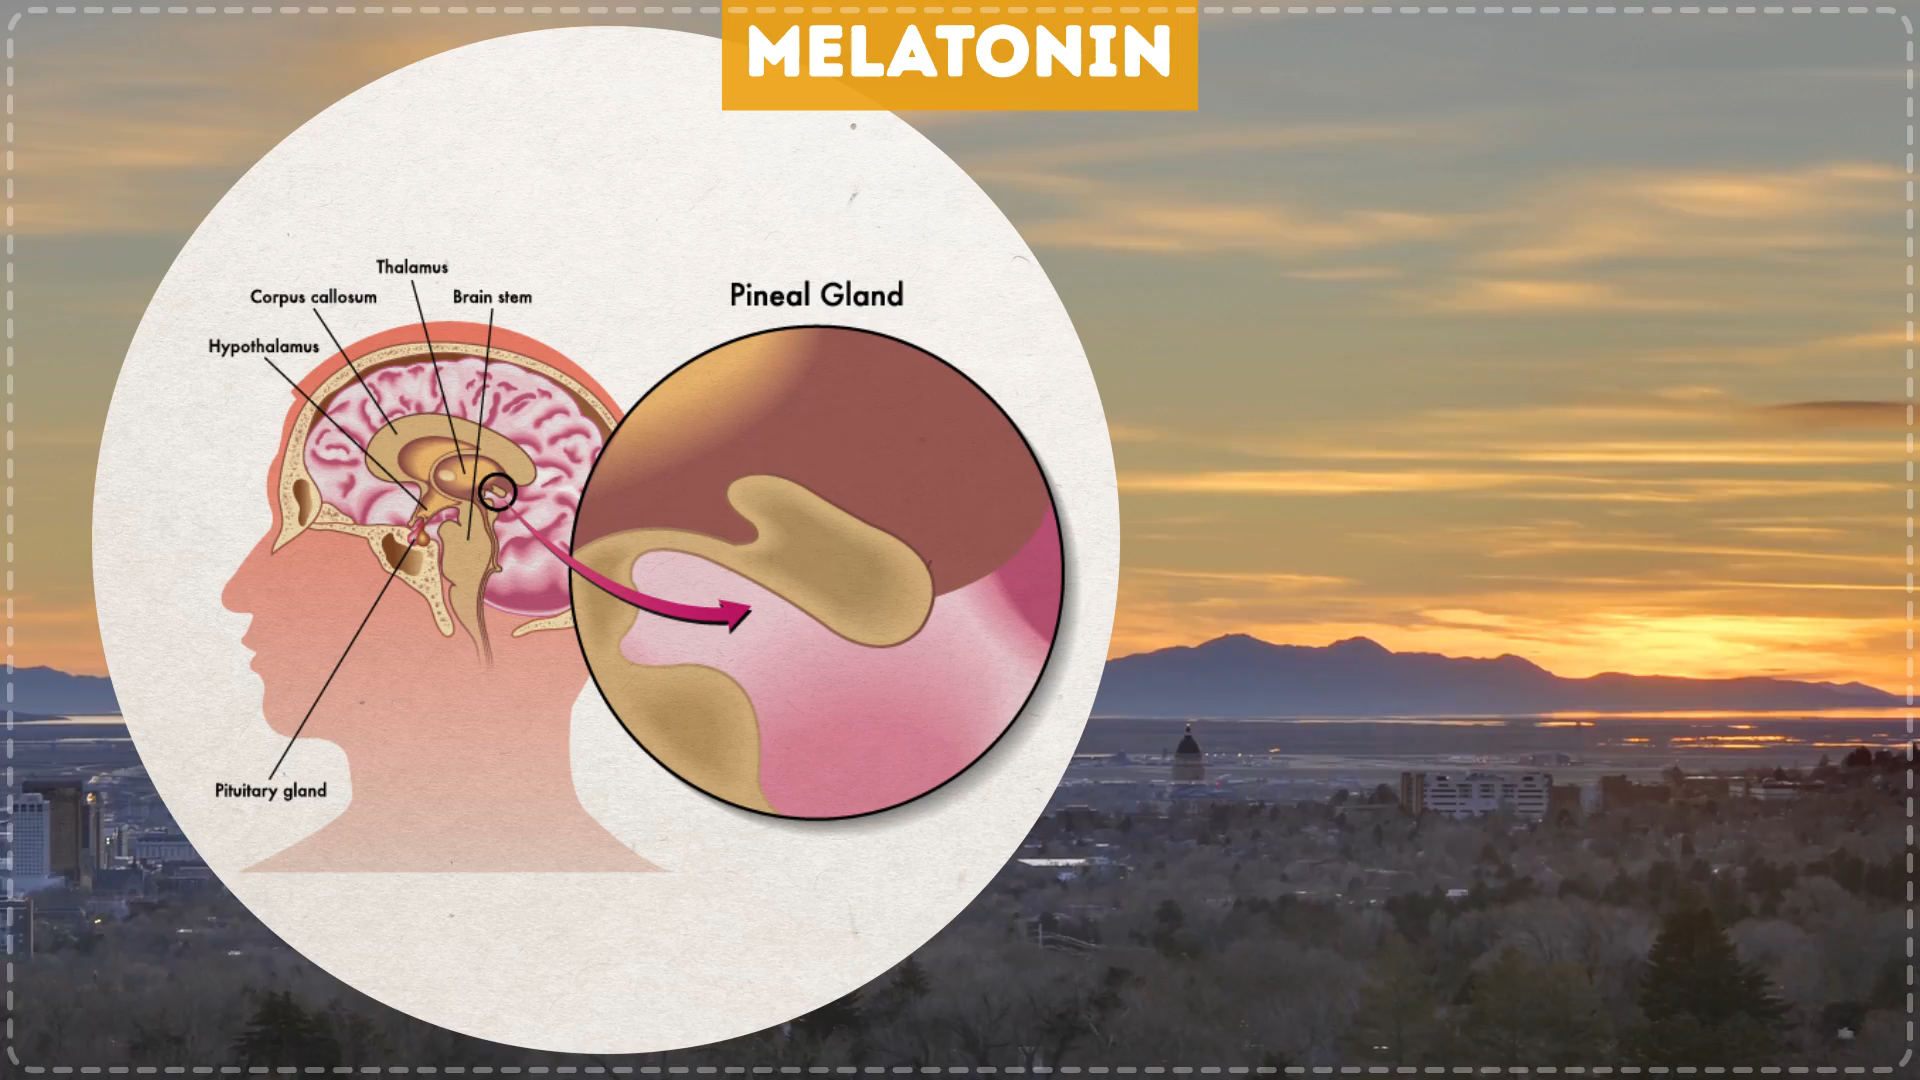 MELATONIN
Thalamus
Corpus callosum
Brain stem
Pineal Gland
Hypothalamus
Pituitary gland